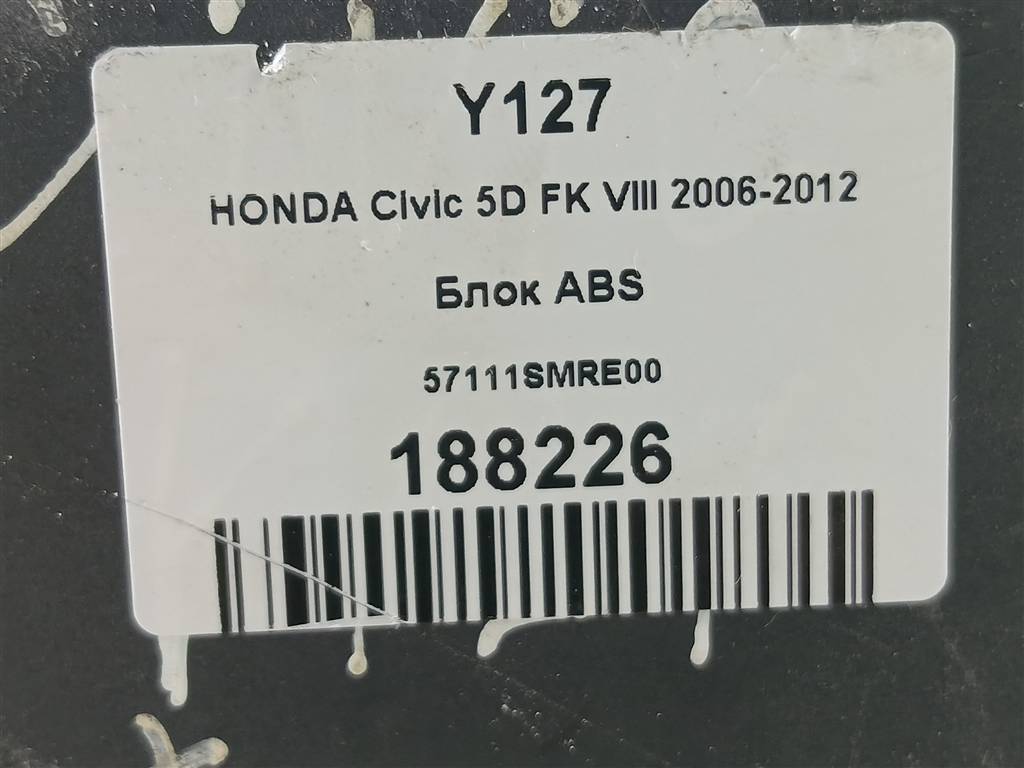 Y127
HONDA Civic 5D FK VIII 2006-2012
Блок ABS
57111SMRE00
188226